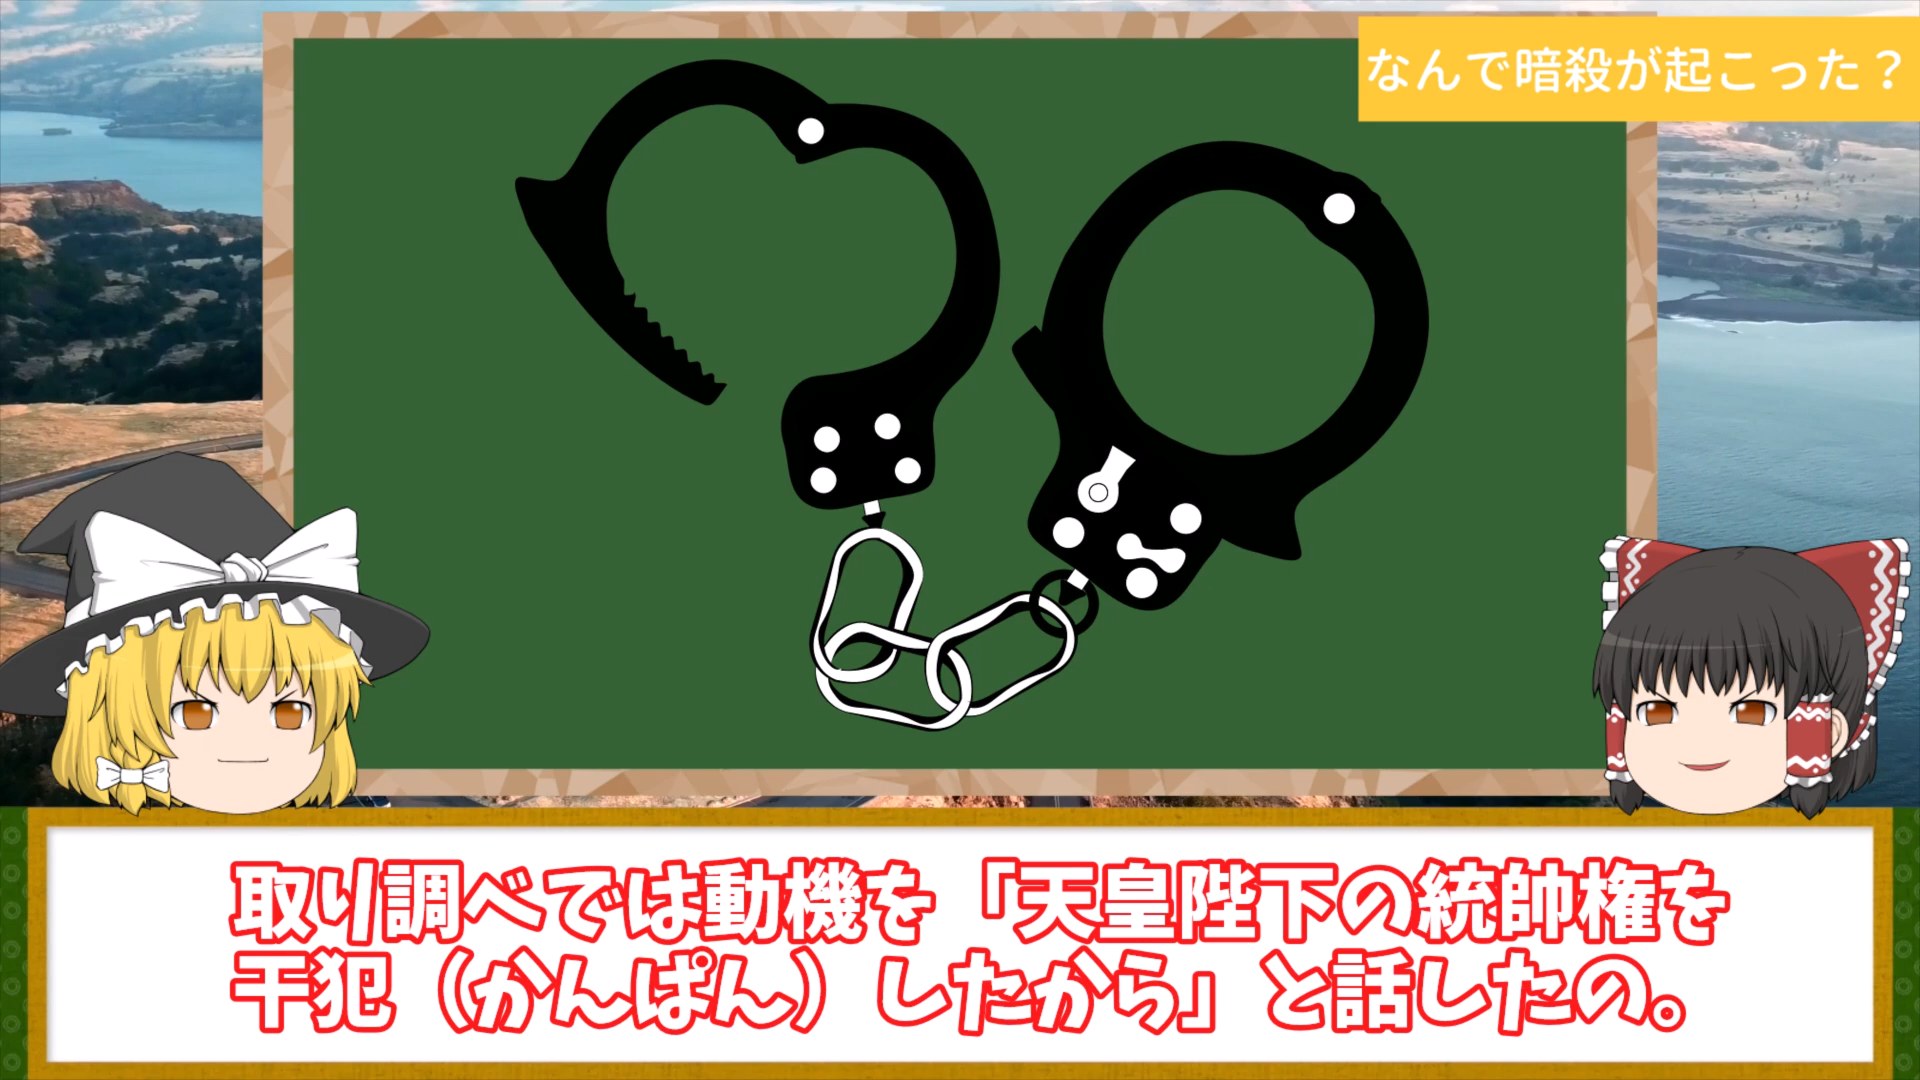 なんで暗殺が起こった？
取り調べでは動機を「天皇陛下の統帥権を
干犯（かんぱん）したから」と話したの。